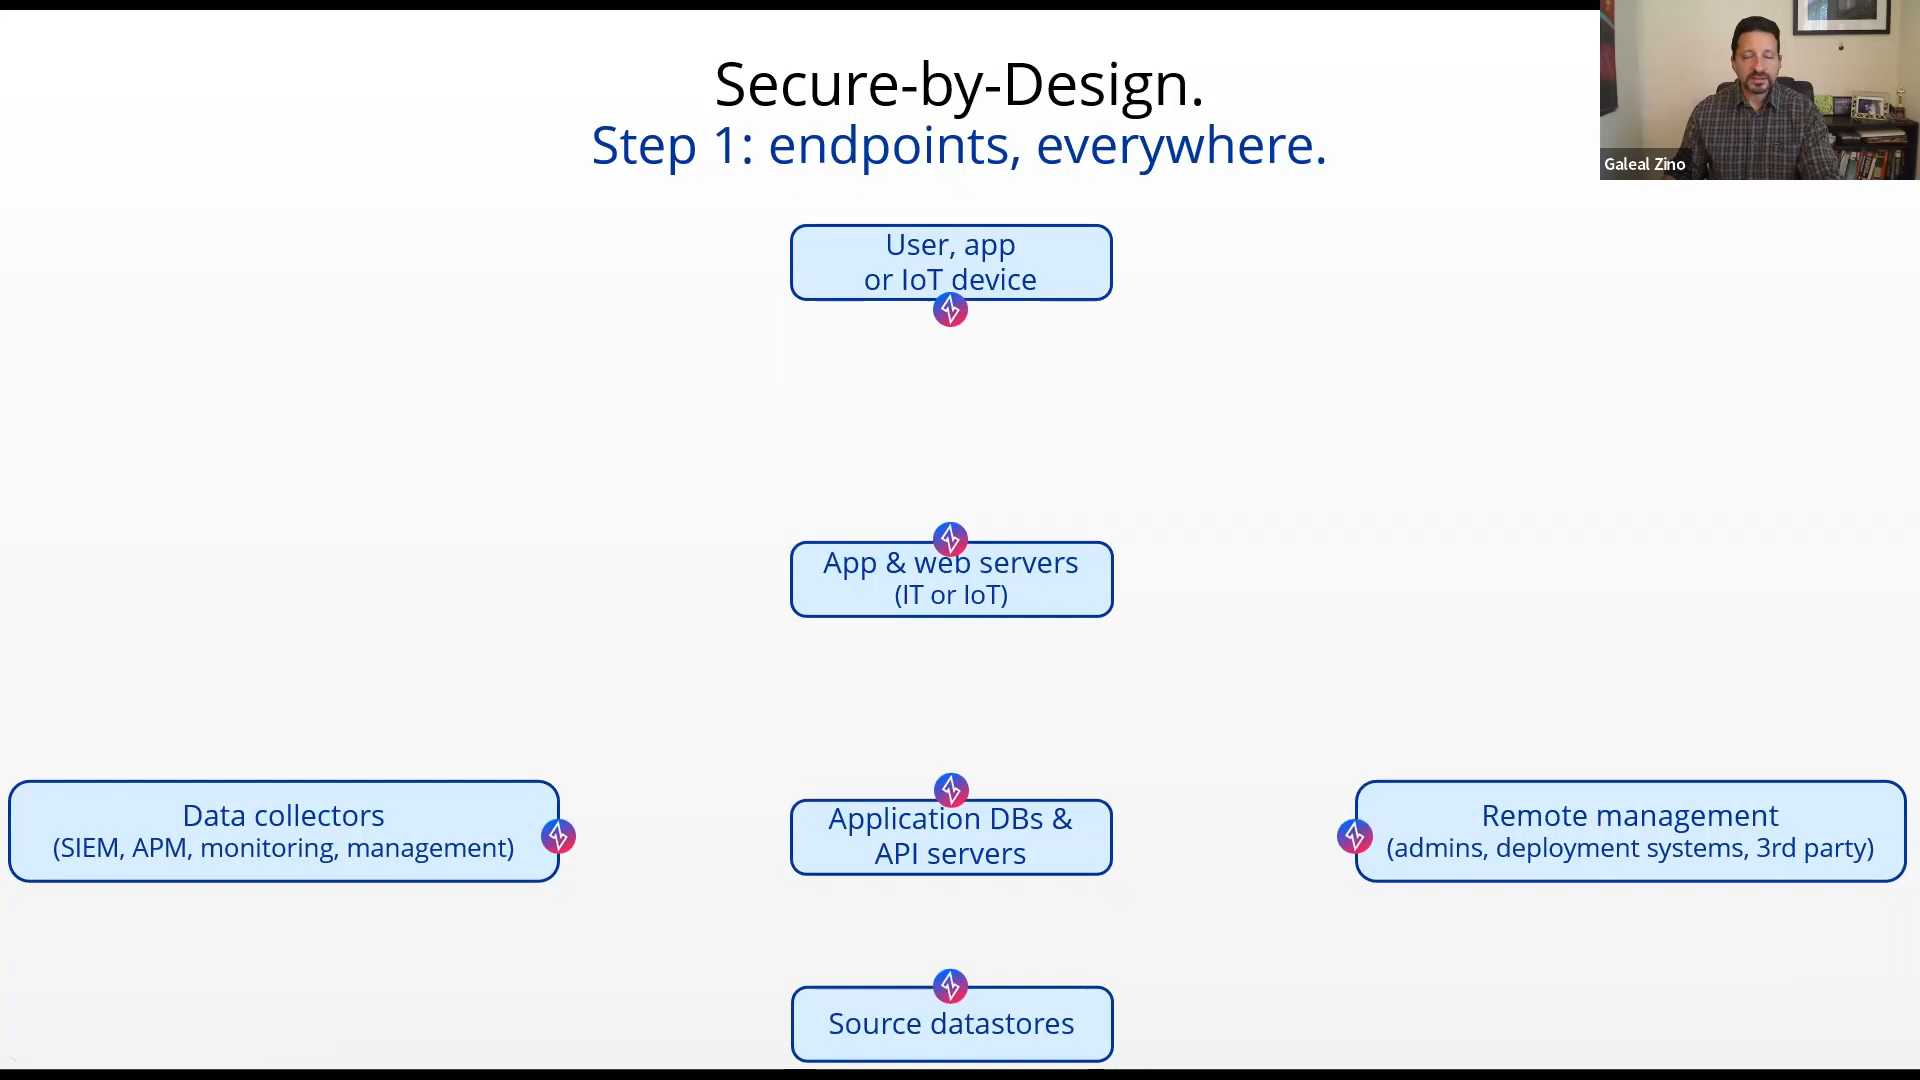 Secure-by-Design.
Step 1: endpoints, everywhere.
Galeal Zino
User, app
or IoT device
App & web servers
(IT or IoT)
Data collectors
(SIEM, APM, monitoring, management)
Application DBs &
API servers
Remote management
(admins, deployment systems, 3rd party)
Source datastores